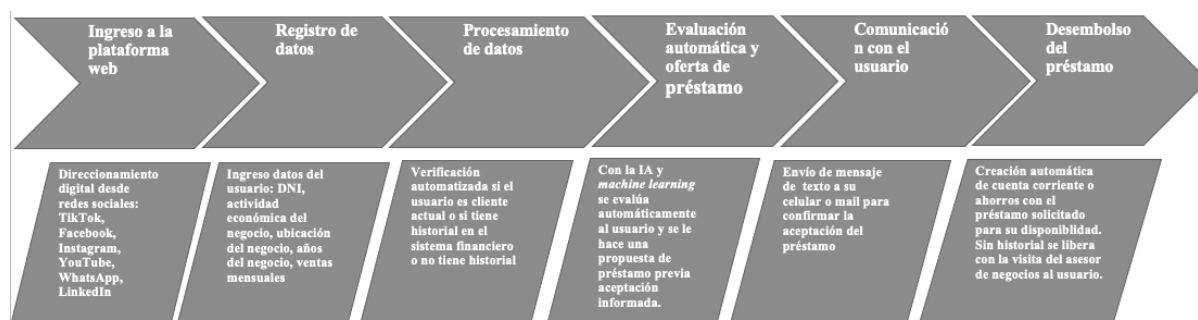 Ingreso a la
plataforma
web
Registro de
datos
Procesamiento
de datos
Evaluación
automática y
oferta de
préstamo
Comunicació
n con el
usuario
Desembolso
del
préstamo
Direccionamiento
digital desde
redes sociales:
TikTok,
Facebook,
Instagram,
YouTube,
WhatsApp,
LinkedIn
Ingreso datos del
usuario: DNI,
actividad
económica del
negocio, ubicación
del negocio, años
del negocio, ventas
mensuales
Verificación
automatizada si el
usuario es cliente
actual o si tiene
historial en el
sistema financiero
o no tiene historial
Con la IA y
machine learning
se evalúa
automáticamente
al usuario y se le
hace una
propuesta de
préstamo previa
aceptación
informada.
Envío de mensaje
de texto a su
celular o mail para
confirmar la
aceptación del
préstamo
Creación automática
de cuenta corriente o
ahorros con el
préstamo solicitado
para su disponiblidad.
Sin historial se libera
con la visita del asesor
de negocios al usuario.